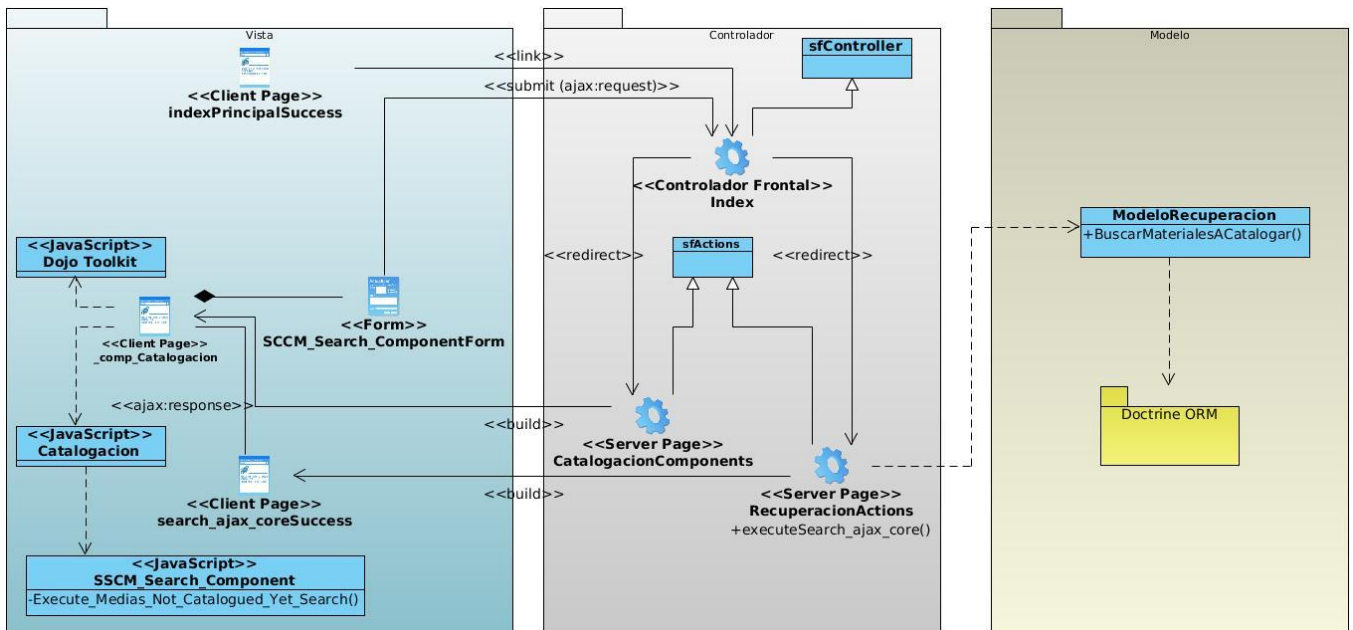 Vista
<<Client Page>>
indexPrincipalSuccess
<<JavaScript>>
Dojo Toolkit
<<Client Page>>
_comp_Catalogacion
<<Form>>
SCCM_Search_ComponentForm
<<ajax:response>>
<<JavaScript>>
Catalogacion
<<Client Page>>
search_ajax_coreSuccess
<<JavaScript>>
SSCM_Search_Component
-Execute_Medias_Not_Catalogued_Yet_Search()
<<link>>
<<submit (ajax:request)>>
Controlador
sfController
<<Controlador Frontal>>
Index
<<redirect>>
sfActions
<<redirect>>
<<build>>
<<Server Page>>
CatalogacionComponents
<<build>>
<<Server Page>>
RecuperacionActions
+executeSearch_ajax_core()
Modelo
ModeloRecuperacion
+BuscarMaterialesACatalogar()
Doctrine ORM